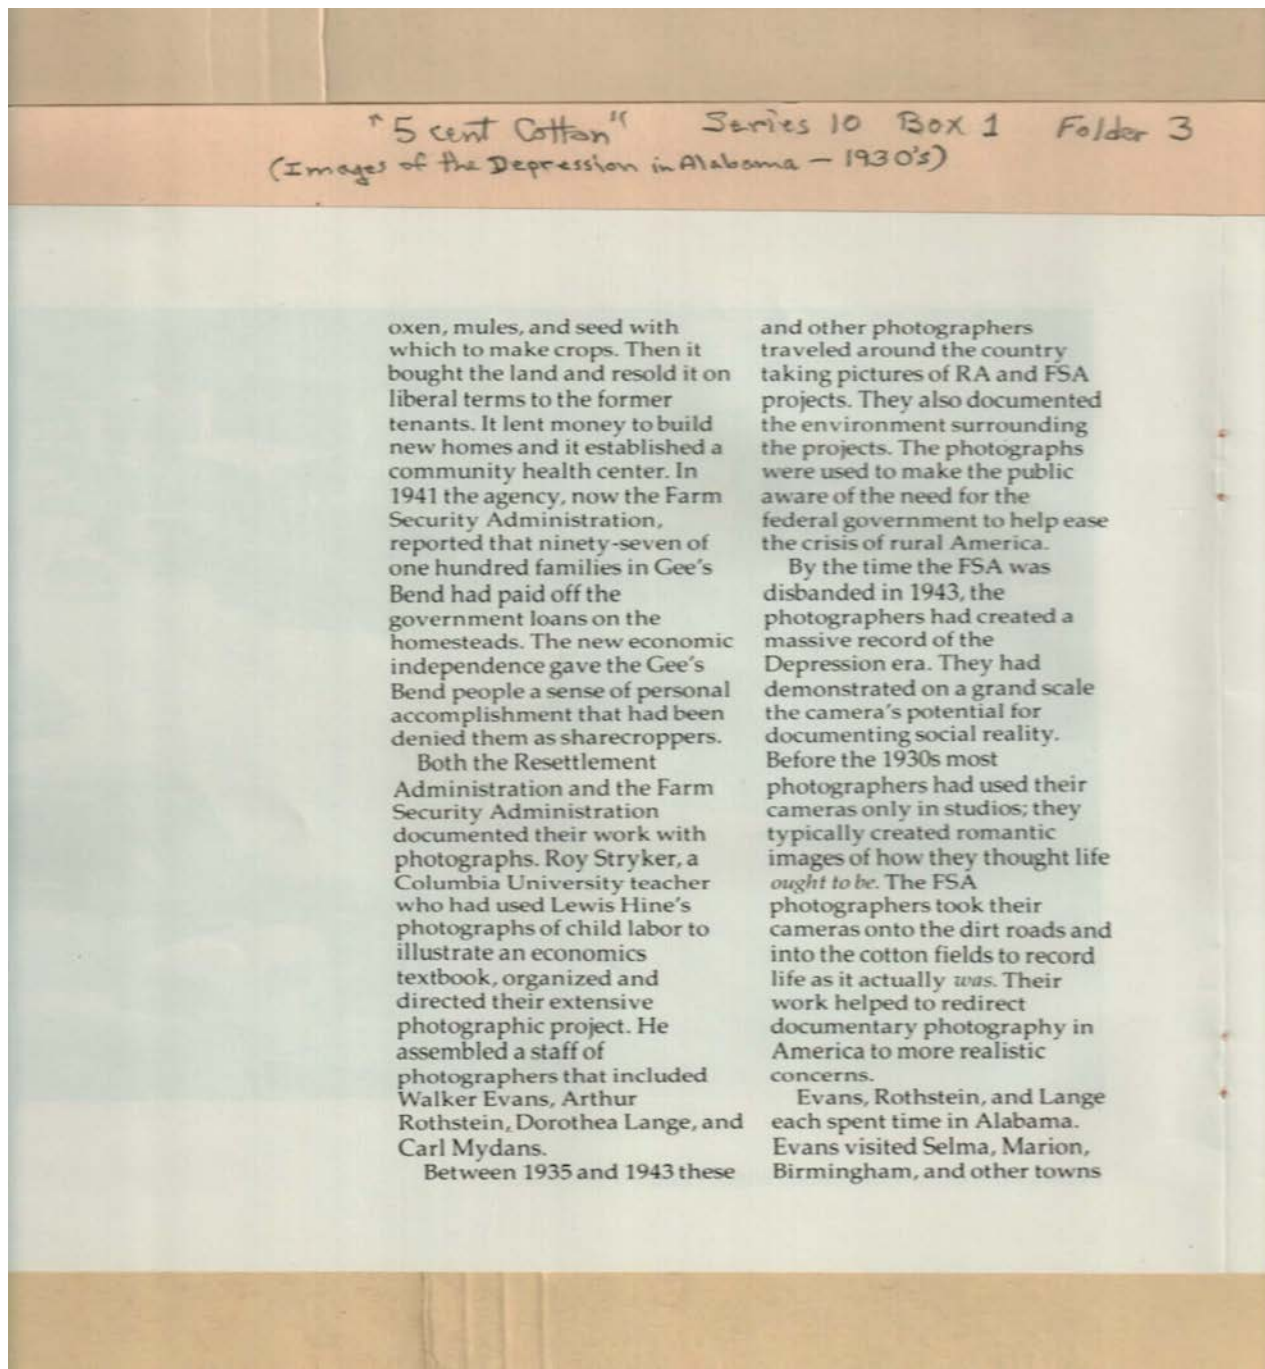 "5 cent Cotton" Series 10 Box 1 Folder 3
(Images of the Depression in Alabama – 1930's)
oxen, mules, and seed with
which to make crops. Then it
bought the land and resold it on
liberal terms to the former
tenants. It lent money to build
new homes and it established a
community health center. In
1941 the agency, now the Farm
Security Administration,
reported that ninety-seven of
one hundred families in Gee's
Bend had paid off the
government loans on the
homesteads. The new economic
independence gave the Gee's
Bend people a sense of personal
accomplishment that had been
denied them as sharecroppers.
Both the Resettlement
Administration and the Farm
Security Administration
documented their work with
photographs. Roy Stryker, a
Columbia University teacher
who had used Lewis Hine's
photographs of child labor to
illustrate an economics
textbook, organized and
directed their extensive
photographic project. He
assembled a staff of
photographers that included
Walker Evans, Arthur
Rothstein, Dorothea Lange, and
Carl Mydans.
Between 1935 and 1943 these
and other photographers
traveled around the country
taking pictures of RA and FSA
projects. They also documented
the environment surrounding
the projects. The photographs
were used to make the public
aware of the need for the
federal government to help ease
the crisis of rural America.
By the time the FSA was
disbanded in 1943, the
photographers had created a
massive record of the
Depression era. They had
demonstrated on a grand scale
the camera's potential for
documenting social reality.
Before the 1930s most
photographers had used their
cameras only in studios; they
typically created romantic
images of how they thought life
ought to be. The FSA
photographers took their
cameras onto the dirt roads and
into the cotton fields to record
life as it actually was. Their
work helped to redirect
documentary photography in
America to more realistic
concerns.
Evans, Rothstein, and Lange
each spent time in Alabama.
Evans visited Selma, Marion,
Birmingham, and other towns